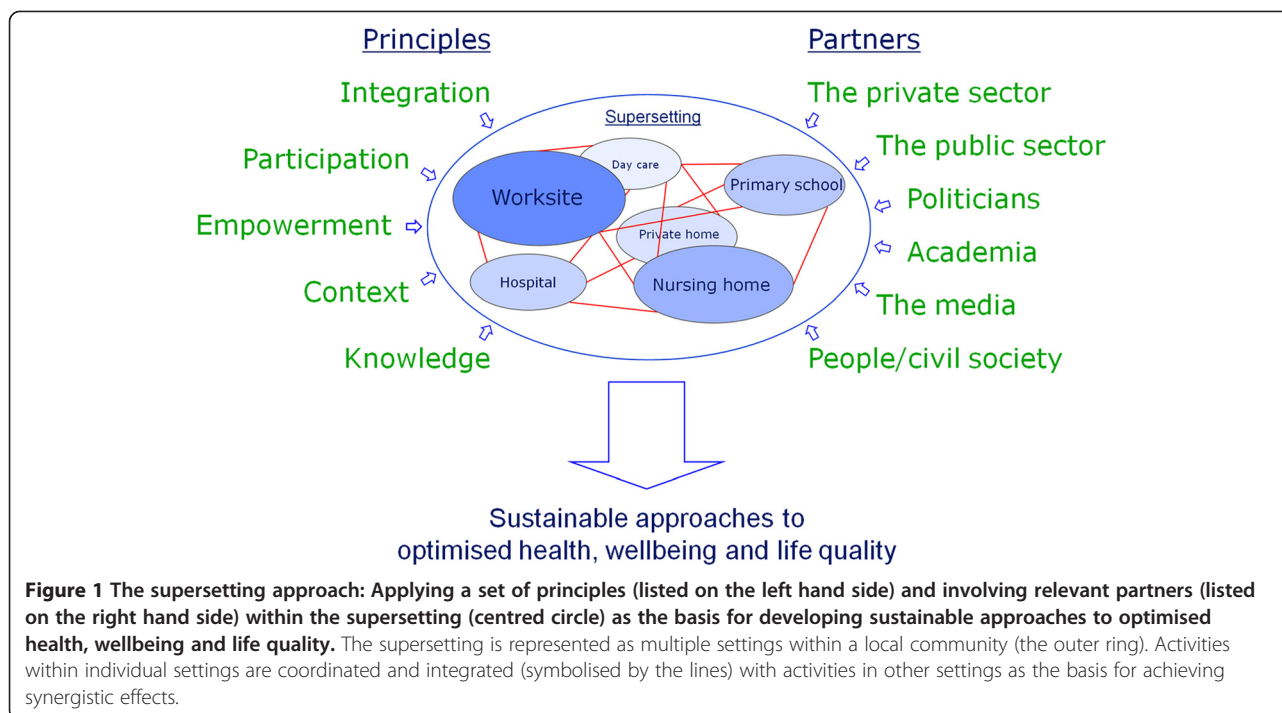 Principles
Partners
Integration
Participation
Empowerment
Context
Knowledge
Supersetting
Day care
Worksite
Primary school
Private home
Hospital
Nursing home
The private sector
The public sector
Politicians
Academia
The media
People/civil society
Sustainable approaches to
optimised health, wellbeing and life quality
Figure 1 The supersetting approach: Applying a set of principles (listed on the left hand side) and involving relevant partners (listed
on the right hand side) within the supersetting (centred circle) as the basis for developing sustainable approaches to optimised
health, wellbeing and life quality. The supersetting is represented as multiple settings within a local community (the outer ring). Activities
within individual settings are coordinated and integrated (symbolised by the lines) with activities in other settings as the basis for achieving
synergistic effects.